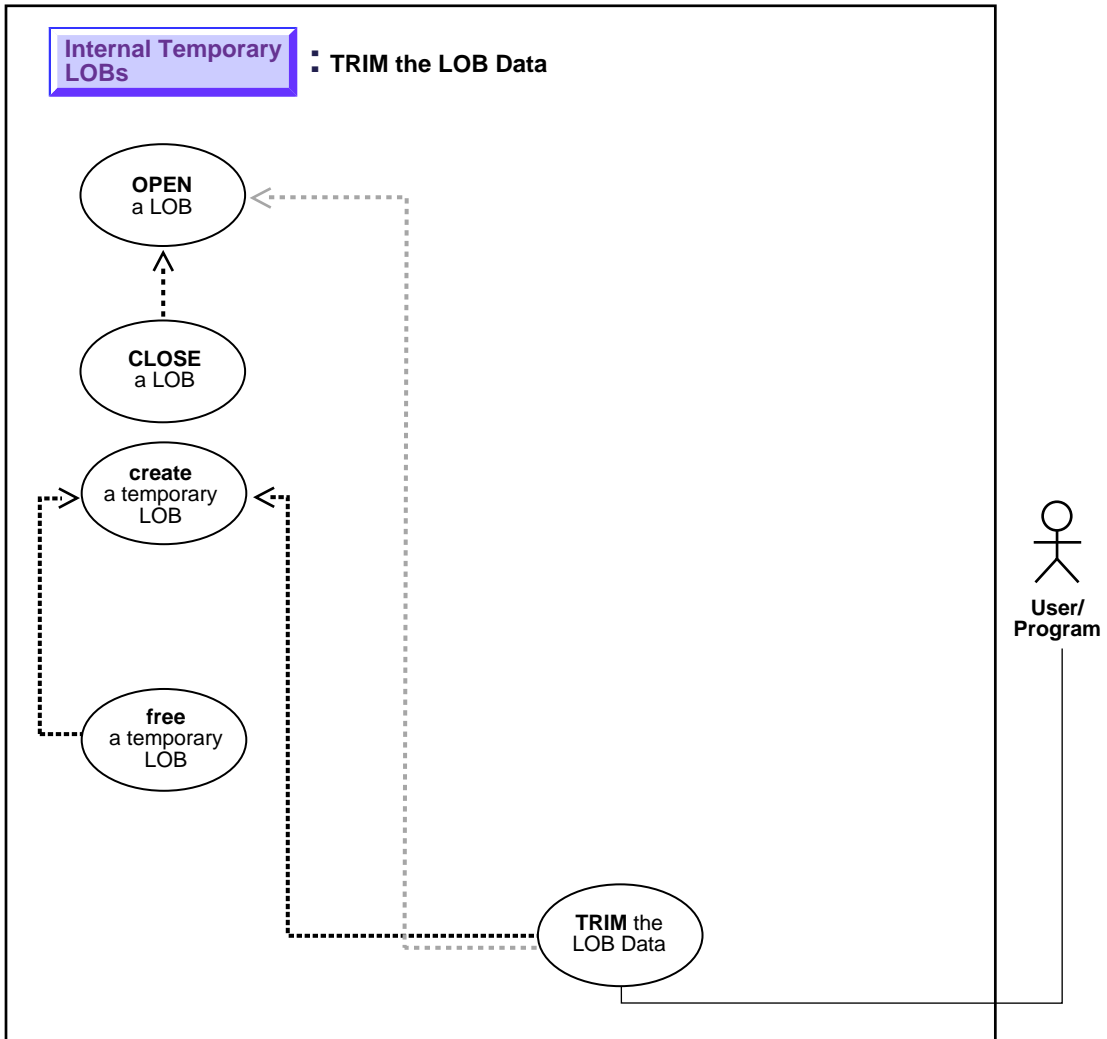 Internal Temporary
LOBs
: TRIM the LOB Data
OPEN
a LOB
CLOSE
a LOB
create
a temporary
LOB
User/
Program
free
a temporary
LOB
TRIM the
LOB Data